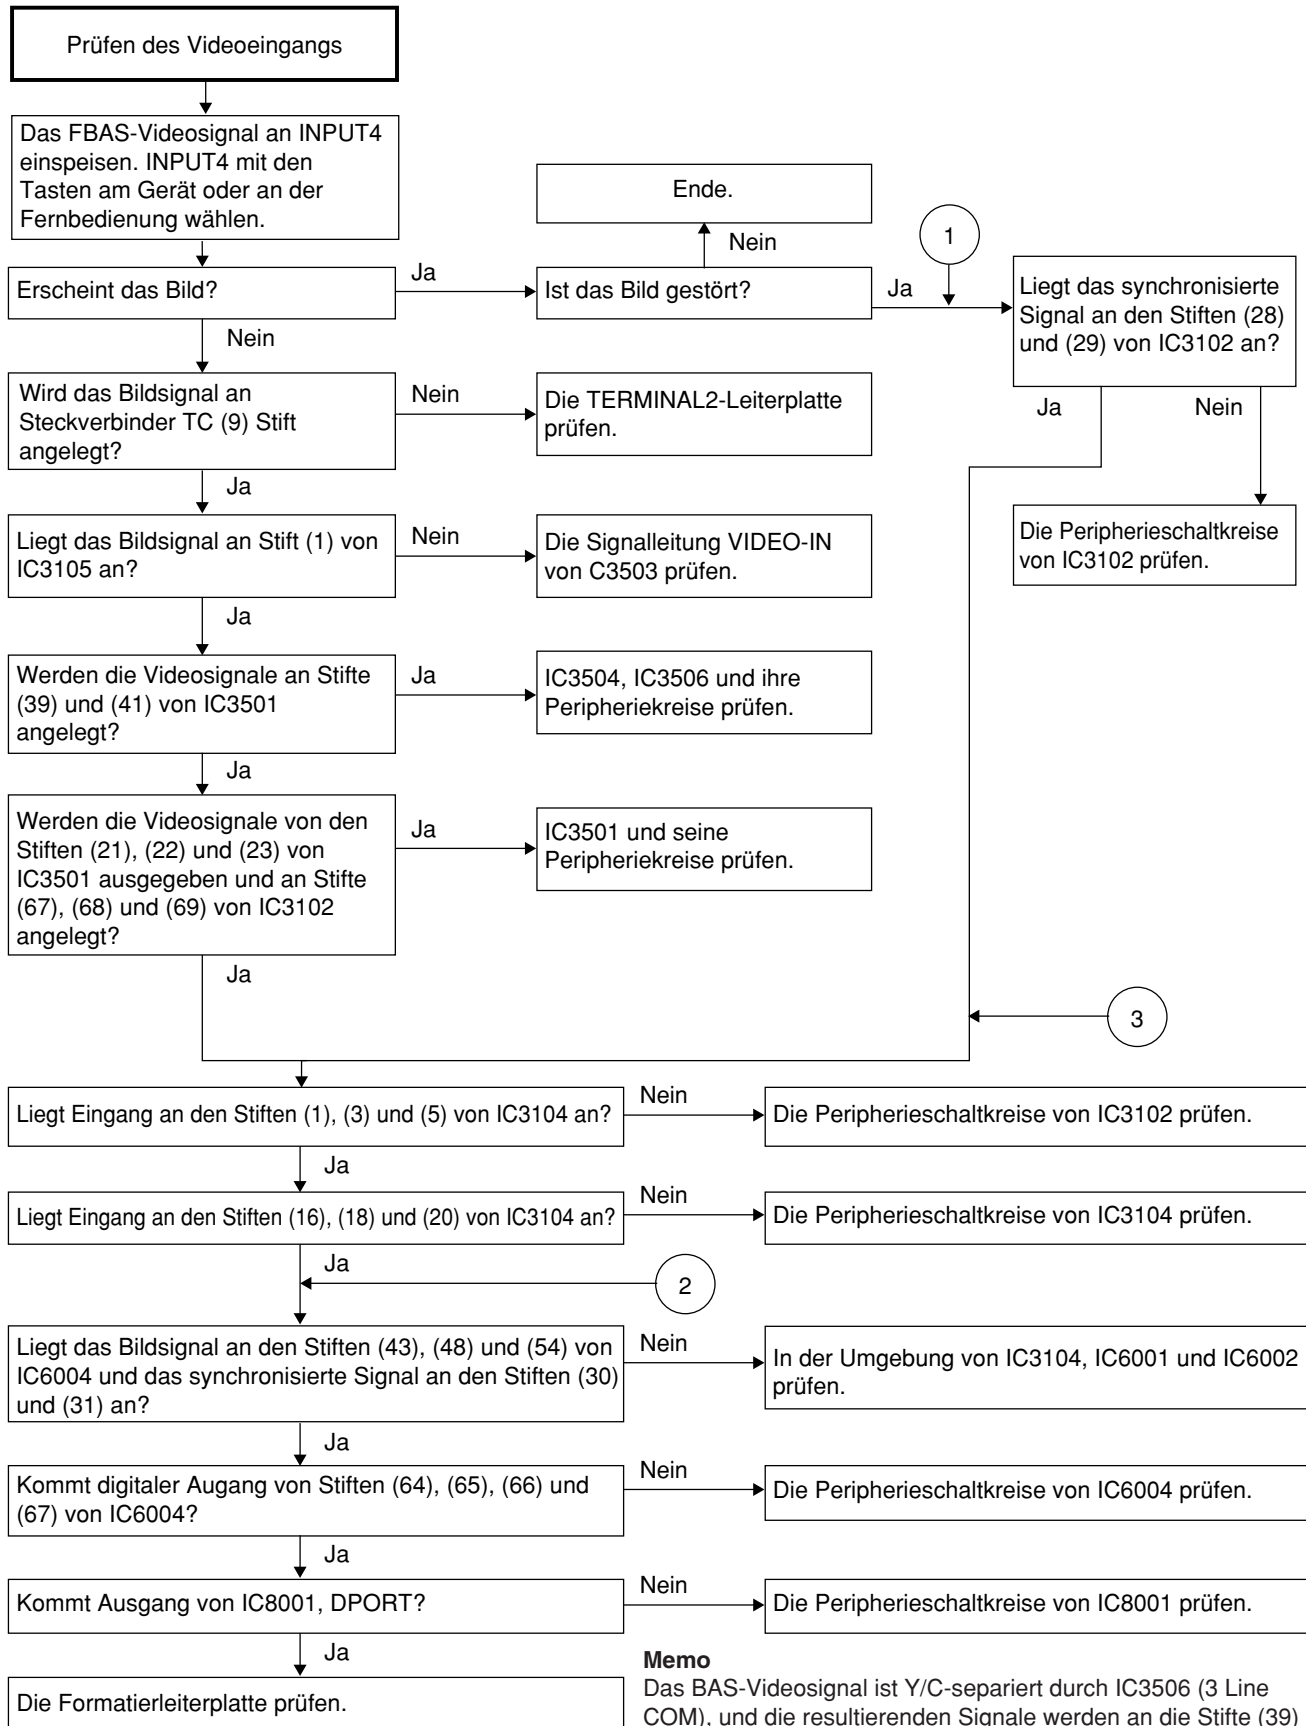 Prüfen des Videoeingangs
Das FBAS-Videosignal an INPUT4
einspeisen. INPUT4 mit den
Tasten am Gerät oder an der
Fernbedienung wählen.
Erscheint das Bild?
Ja
Ist das Bild gestört?
Nein
Ende.
Ja
1
Liegt das synchronisierte
Signal an den Stiften (28)
und (29) von IC3102 an?
Ja
Nein
Die Peripherieschaltkreise
von IC3102 prüfen.
Nein
Wird das Bildsignal an
Steckverbinder TC (9) Stift
angelegt?
Nein
Die TERMINAL2-Leiterplatte
prüfen.
Ja
Liegt das Bildsignal an Stift (1) von
IC3105 an?
Nein
Die Signalleitung VIDEO-IN
von C3503 prüfen.
Ja
Werden die Videosignale an Stifte
(39) und (41) von IC3501
angelegt?
Ja
IC3504, IC3506 und ihre
Peripheriekreise prüfen.
Ja
Werden die Videosignale von den
Stiften (21), (22) und (23) von
IC3501 ausgegeben und an Stifte
(67), (68) und (69) von IC3102
angelegt?
Ja
IC3501 und seine
Peripheriekreise prüfen.
Ja
3
Liegt Eingang an den Stiften (1), (3) und (5) von IC3104 an?
Nein
Die Peripherieschaltkreise von IC3102 prüfen.
Ja
Liegt Eingang an den Stiften (16), (18) und (20) von IC3104 an?
Nein
Die Peripherieschaltkreise von IC3104 prüfen.
Ja
2
Liegt das Bildsignal an den Stiften (43), (48) und (54) von
IC6004 und das synchronisierte Signal an den Stiften (30)
und (31) an?
Nein
In der Umgebung von IC3104, IC6001 und IC6002
prüfen.
Ja
Kommt digitaler Augang von Stiften (64), (65), (66) und
(67) von IC6004?
Nein
Die Peripherieschaltkreise von IC6004 prüfen.
Ja
Kommt Ausgang von IC8001, DPORT?
Nein
Die Peripherieschaltkreise von IC8001 prüfen.
Ja
Die Formatierleiterplatte prüfen.
Memo
Das BAS-Videosignal ist Y/C-separiert durch IC3506 (3 Line
COM), und die resultierenden Signale werden an die Stifte (39)